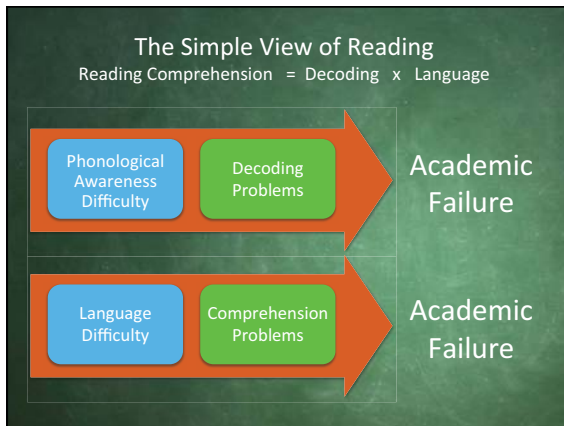 The Simple View of Reading
Reading Comprehension = Decoding x Language
Phonological
Awareness
Difficulty
Decoding
Problems
Academic
Failure
Language
Difficulty
Comprehension
Problems
Academic
Failure